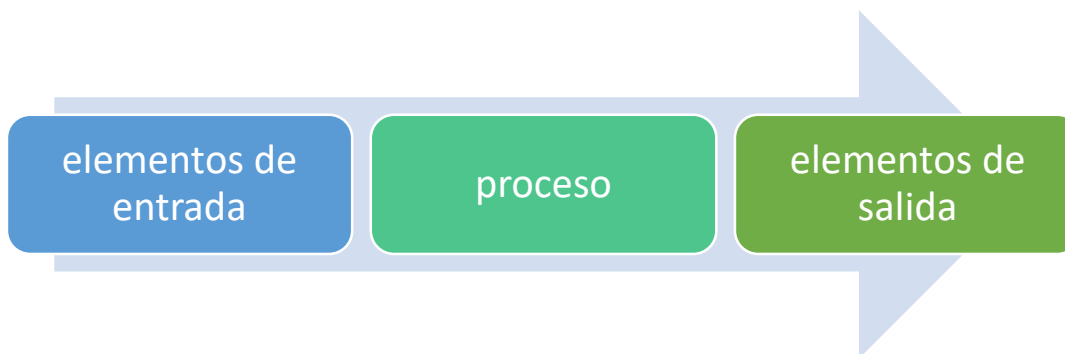 elementos de
entrada
proceso
elementos de
salida